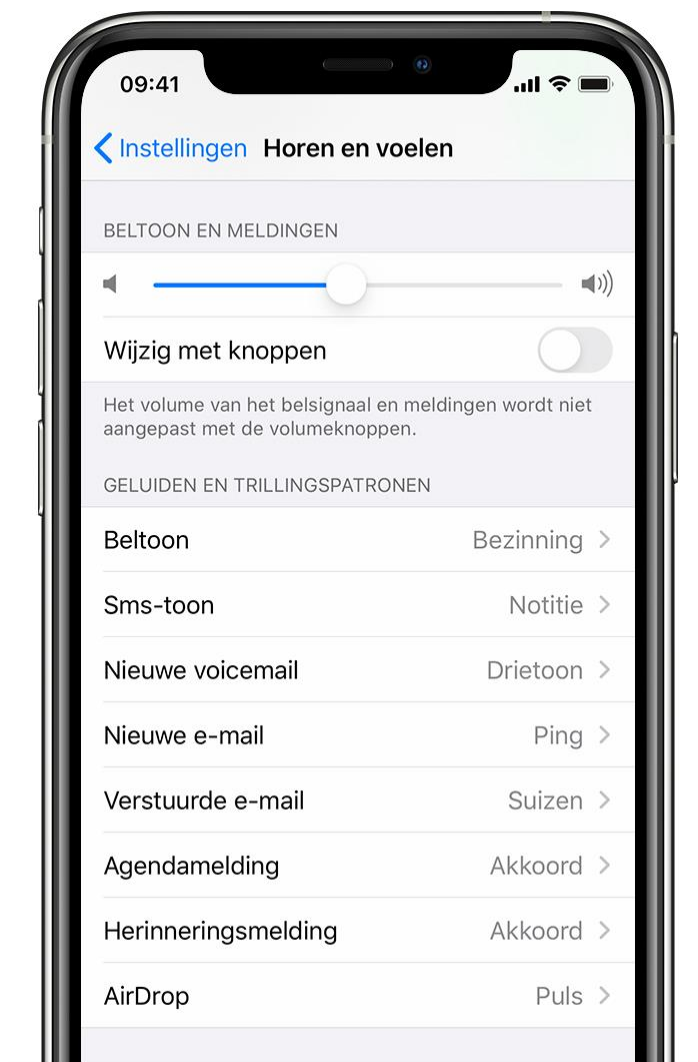 09:41
Instellingen Horen en voelen
BELTOON EN MELDINGEN
Wijzig met knoppen
Het volume van het belsignaal en meldingen wordt niet
aangepast met de volumeknoppen.
GELUIDEN EN TRILLINGSPATRONEN
Beltoon Bezinning
Sms-toon Notitie
Nieuwe voicemail Drietoon
Nieuwe e-mail Ping
Verstuurde e-mail Suizen
Agendamelding Akkoord
Herinneringsmelding Akkoord
AirDrop Puls